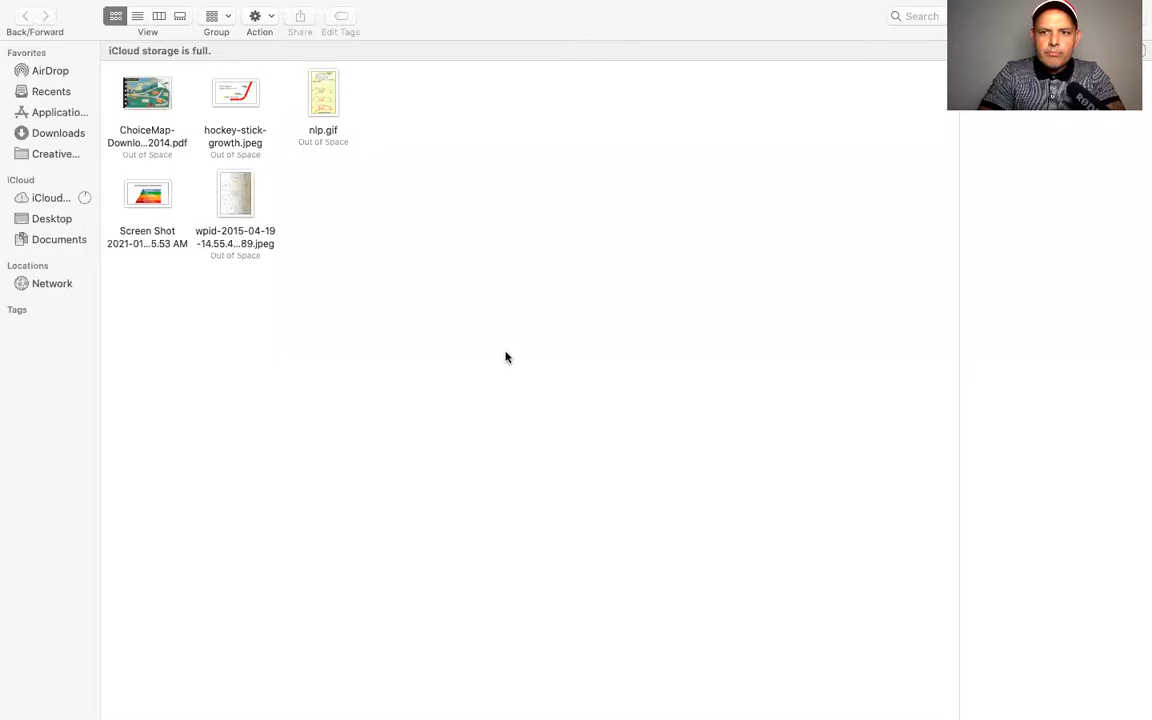 Search
Back/Forward
View
Group
Action
Share
Edit Tags
Favorites
iCloud storage is full.
AirDrop
Recents
Applicatio...
Downloads
Creative...
iCloud
iCloud...
Desktop
Documents
Locations
Network
Tags
ChoiceMap-
Downlo...2014.pdf
Out of Space
hockey-stick-
growth.jpeg
Out of Space
nlp.gif
Out of Space
Screen Shot
2021-01...5.53 AM
wpid-2015-04-19
-14.55.4...89.jpeg
Out of Space
RODE